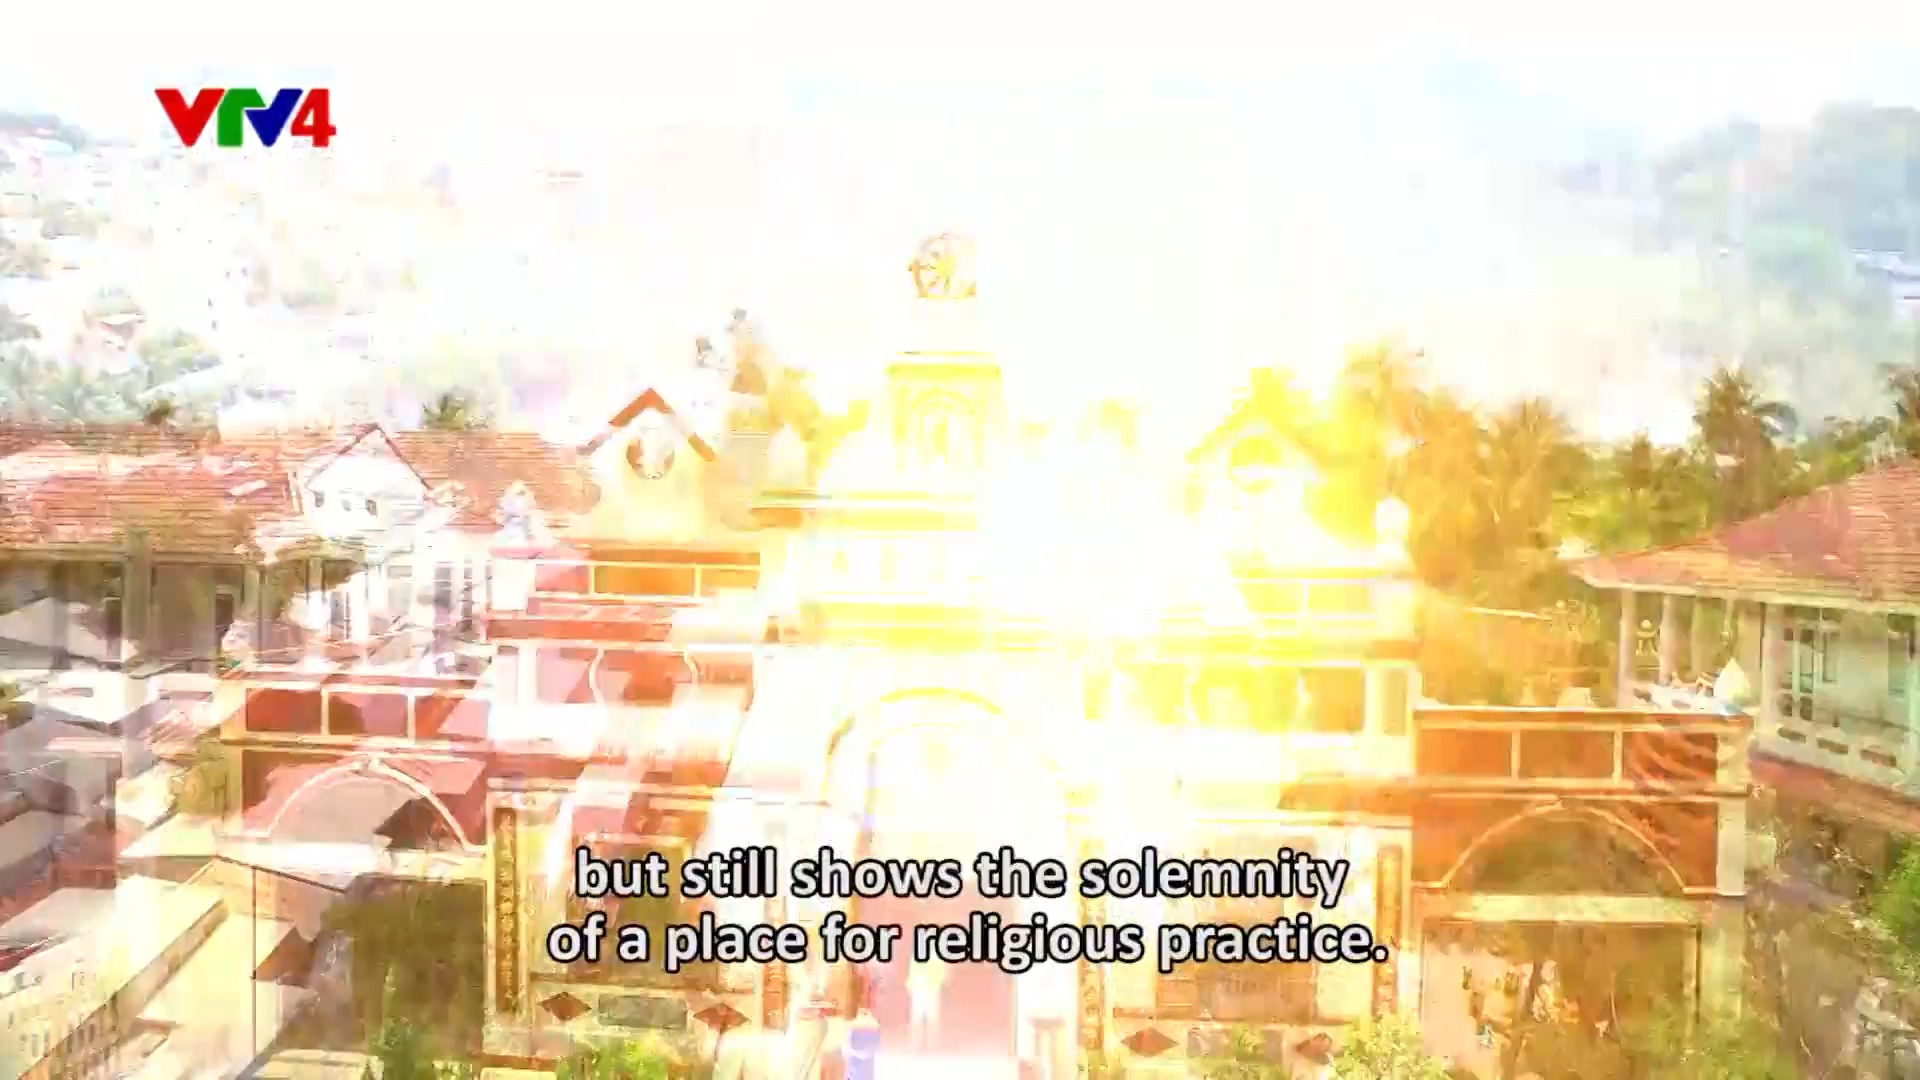 VTV4
but still shows the solemnity
of a place for religious practice.